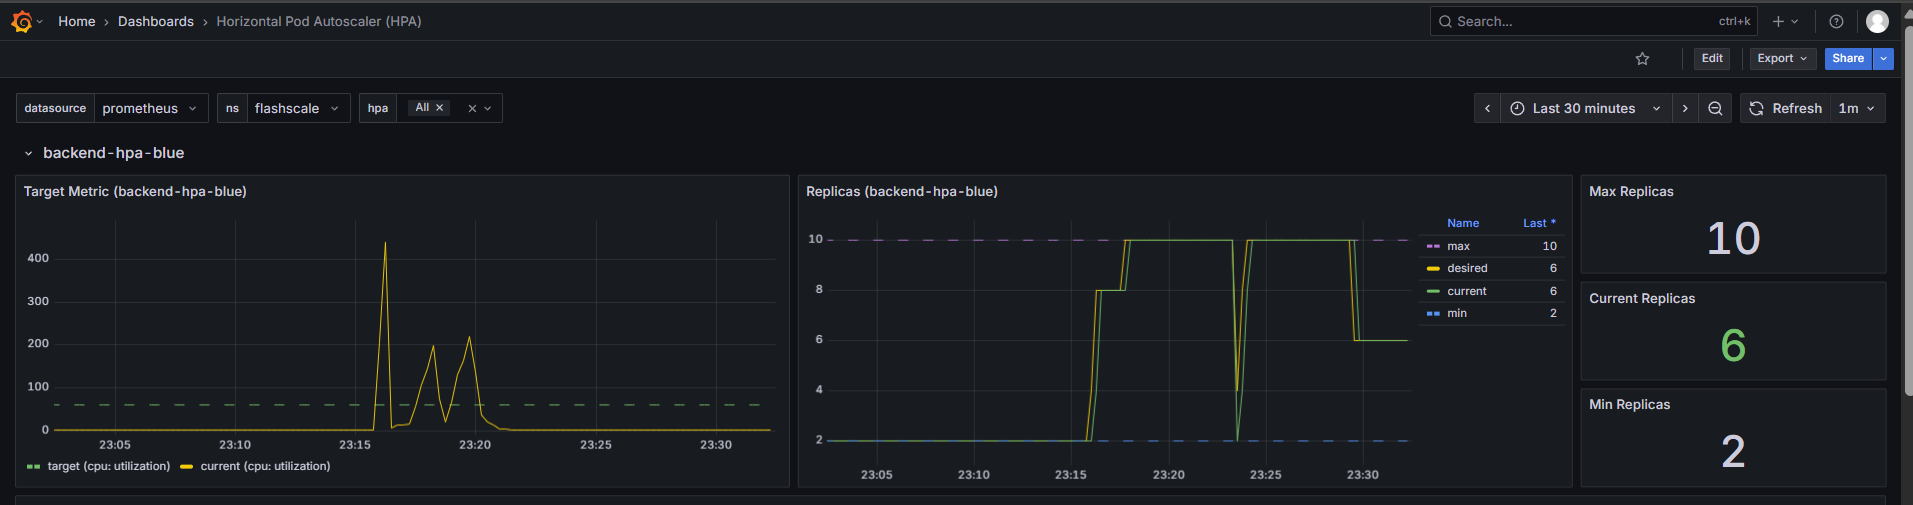 Home › Dashboards › Horizontal Pod Autoscaler (HPA)
Search... ctrl+k
Edit Export Share
datasource prometheus ns flashscale hpa All
Last 30 minutes Refresh 1m
backend-hpa-blue
Target Metric (backend-hpa-blue)
400
300
200
100
0
23:05 23:10 23:15 23:20 23:25 23:30
target (cpu: utilization) current (cpu: utilization)
Replicas (backend-hpa-blue)
10
8
6
4
2
23:05 23:10 23:15 23:20 23:25 23:30
Name Last *
max 10
desired 6
current 6
min 2
Max Replicas
10
Current Replicas
6
Min Replicas
2